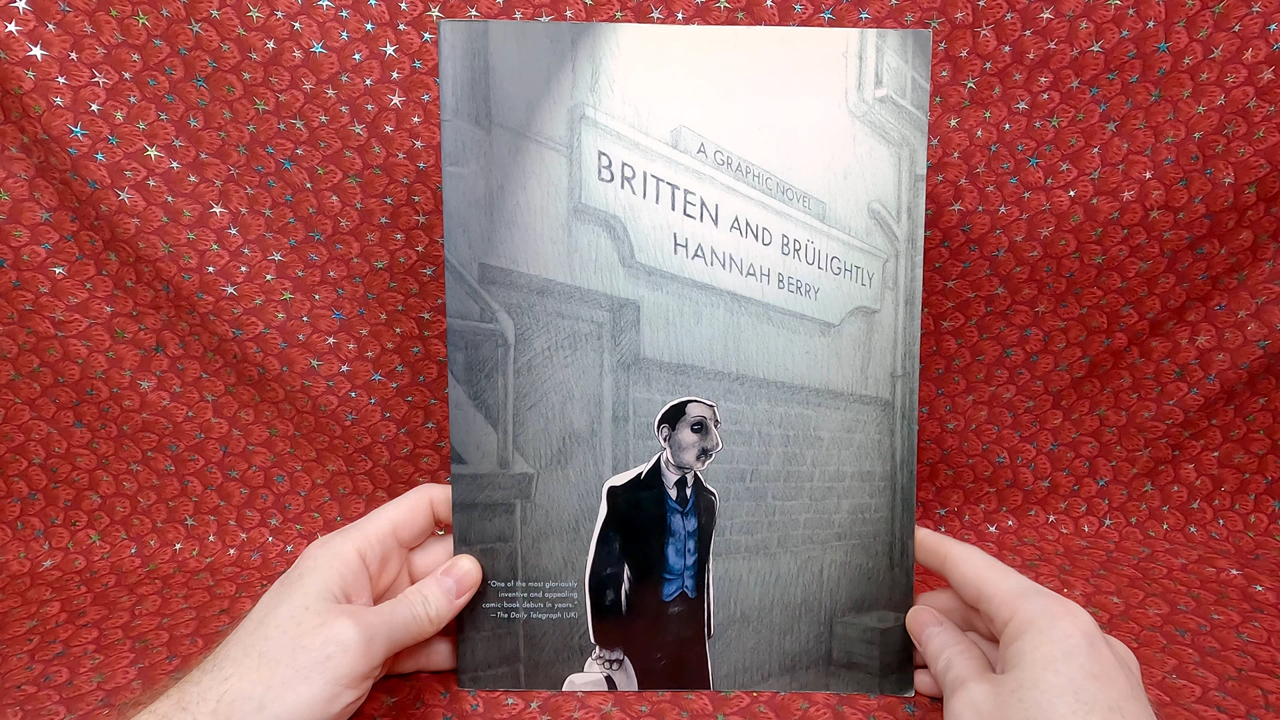 A GRAPHIC NOVEL
BRITTEN AND BRÜLIGHTLY
HANNAH BERRY
"One of the most gloriously
inventive and appealing
comic-book debuts in years."
—The Daily Telegraph (UK)